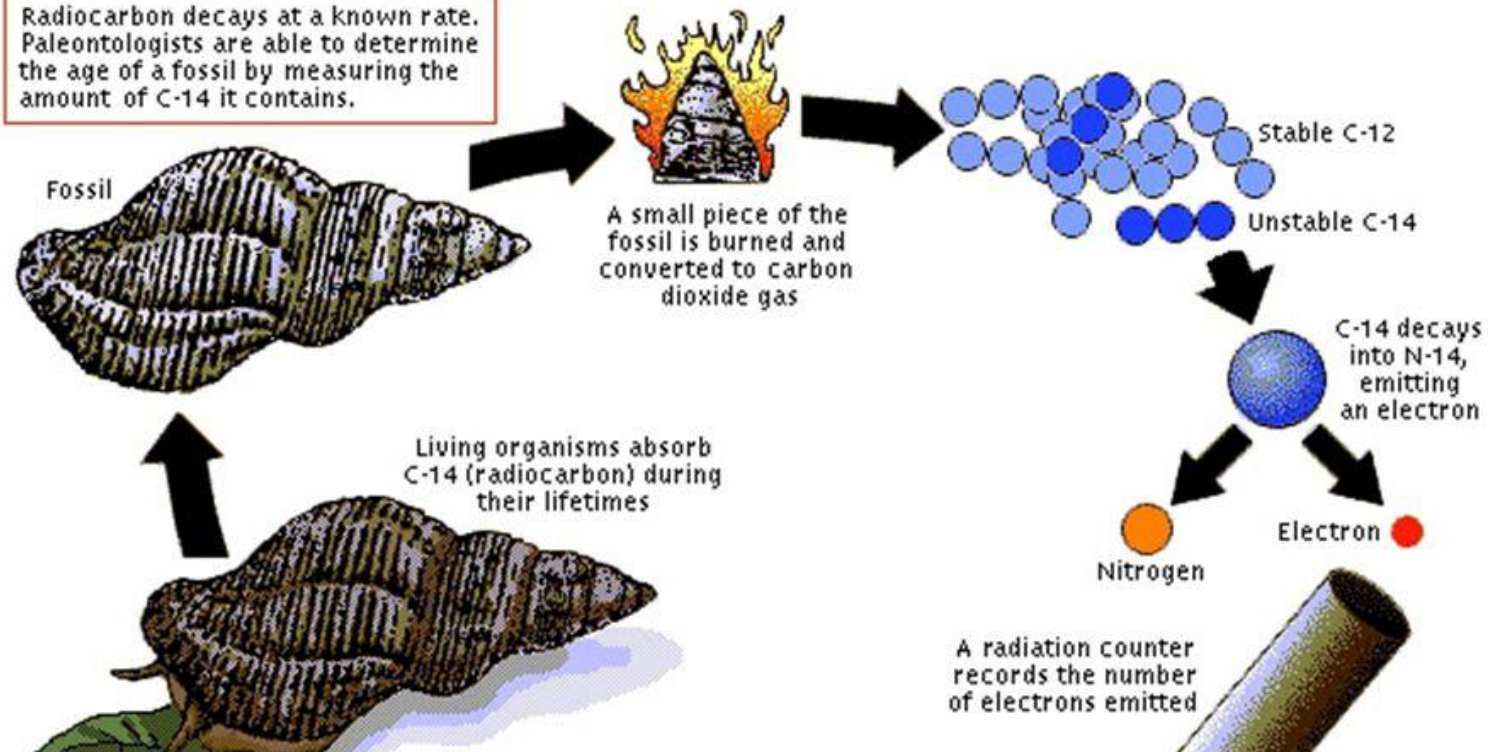 Radiocarbon decays at a known rate.
Paleontologists are able to determine
the age of a fossil by measuring the
amount of C-14 it contains.
Fossil
A small piece of the
fossil is burned and
converted to carbon
dioxide gas
Stable C-12
Unstable C-14
C-14 decays
into N-14,
emitting
an electron
Living organisms absorb
C-14 (radiocarbon) during
their lifetimes
Nitrogen
Electron
A radiation counter
records the number
of electrons emitted